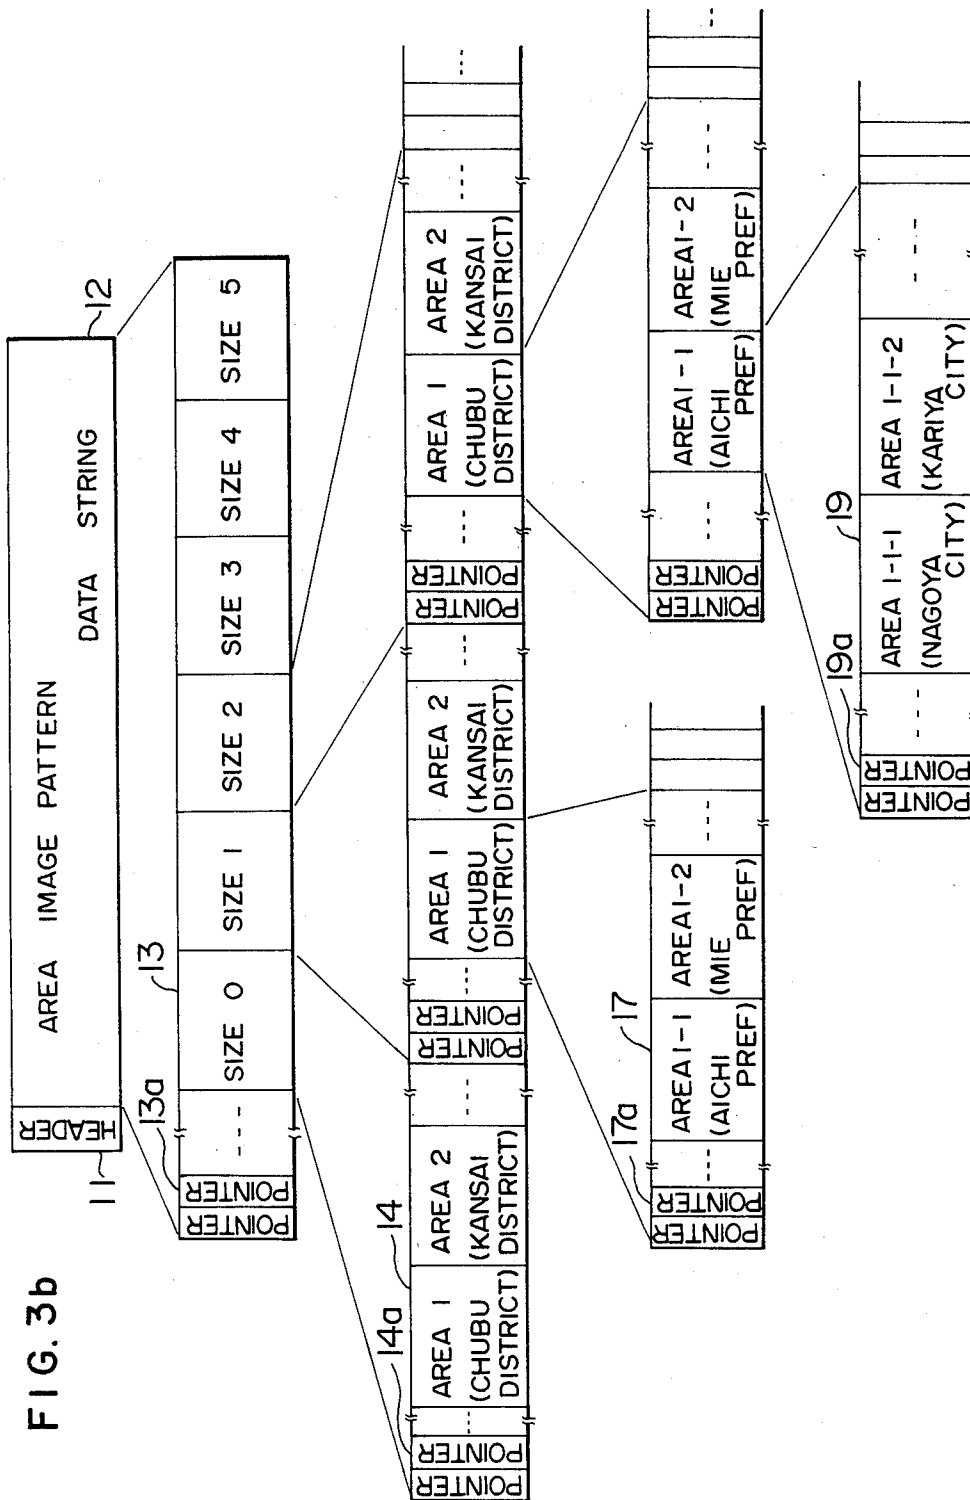 FIG. 3b
11
HEADER
AREA IMAGE PATTERN
DATA STRING
12
13a
13
POINTER
POINTER
---
SIZE 0
SIZE 1
SIZE 2
SIZE 3
SIZE 4
SIZE 5
14a
14
POINTER
POINTER
----
AREA 1
(CHUBU
DISTRICT)
AREA 2
(KANSAI
DISTRICT)
----
POINTER
POINTER
----
AREA 1
(CHUBU
DISTRICT)
AREA 2
(KANSAI
DISTRICT)
----
POINTER
POINTER
----
AREA 1
(CHUBU
DISTRICT)
AREA 2
(KANSAI
DISTRICT)
----
----
17a
17
POINTER
POINTER
----
AREA1-1
(AICHI
PREF)
AREA1-2
(MIE
PREF)
----
POINTER
POINTER
----
AREA1-1
(AICHI
PREF)
AREA1-2
(MIE
PREF)
----
----
19a
19
POINTER
POINTER
----
AREA 1-1-1
(NAGOYA
CITY)
AREA 1-1-2
(KARIYA
CITY)
---